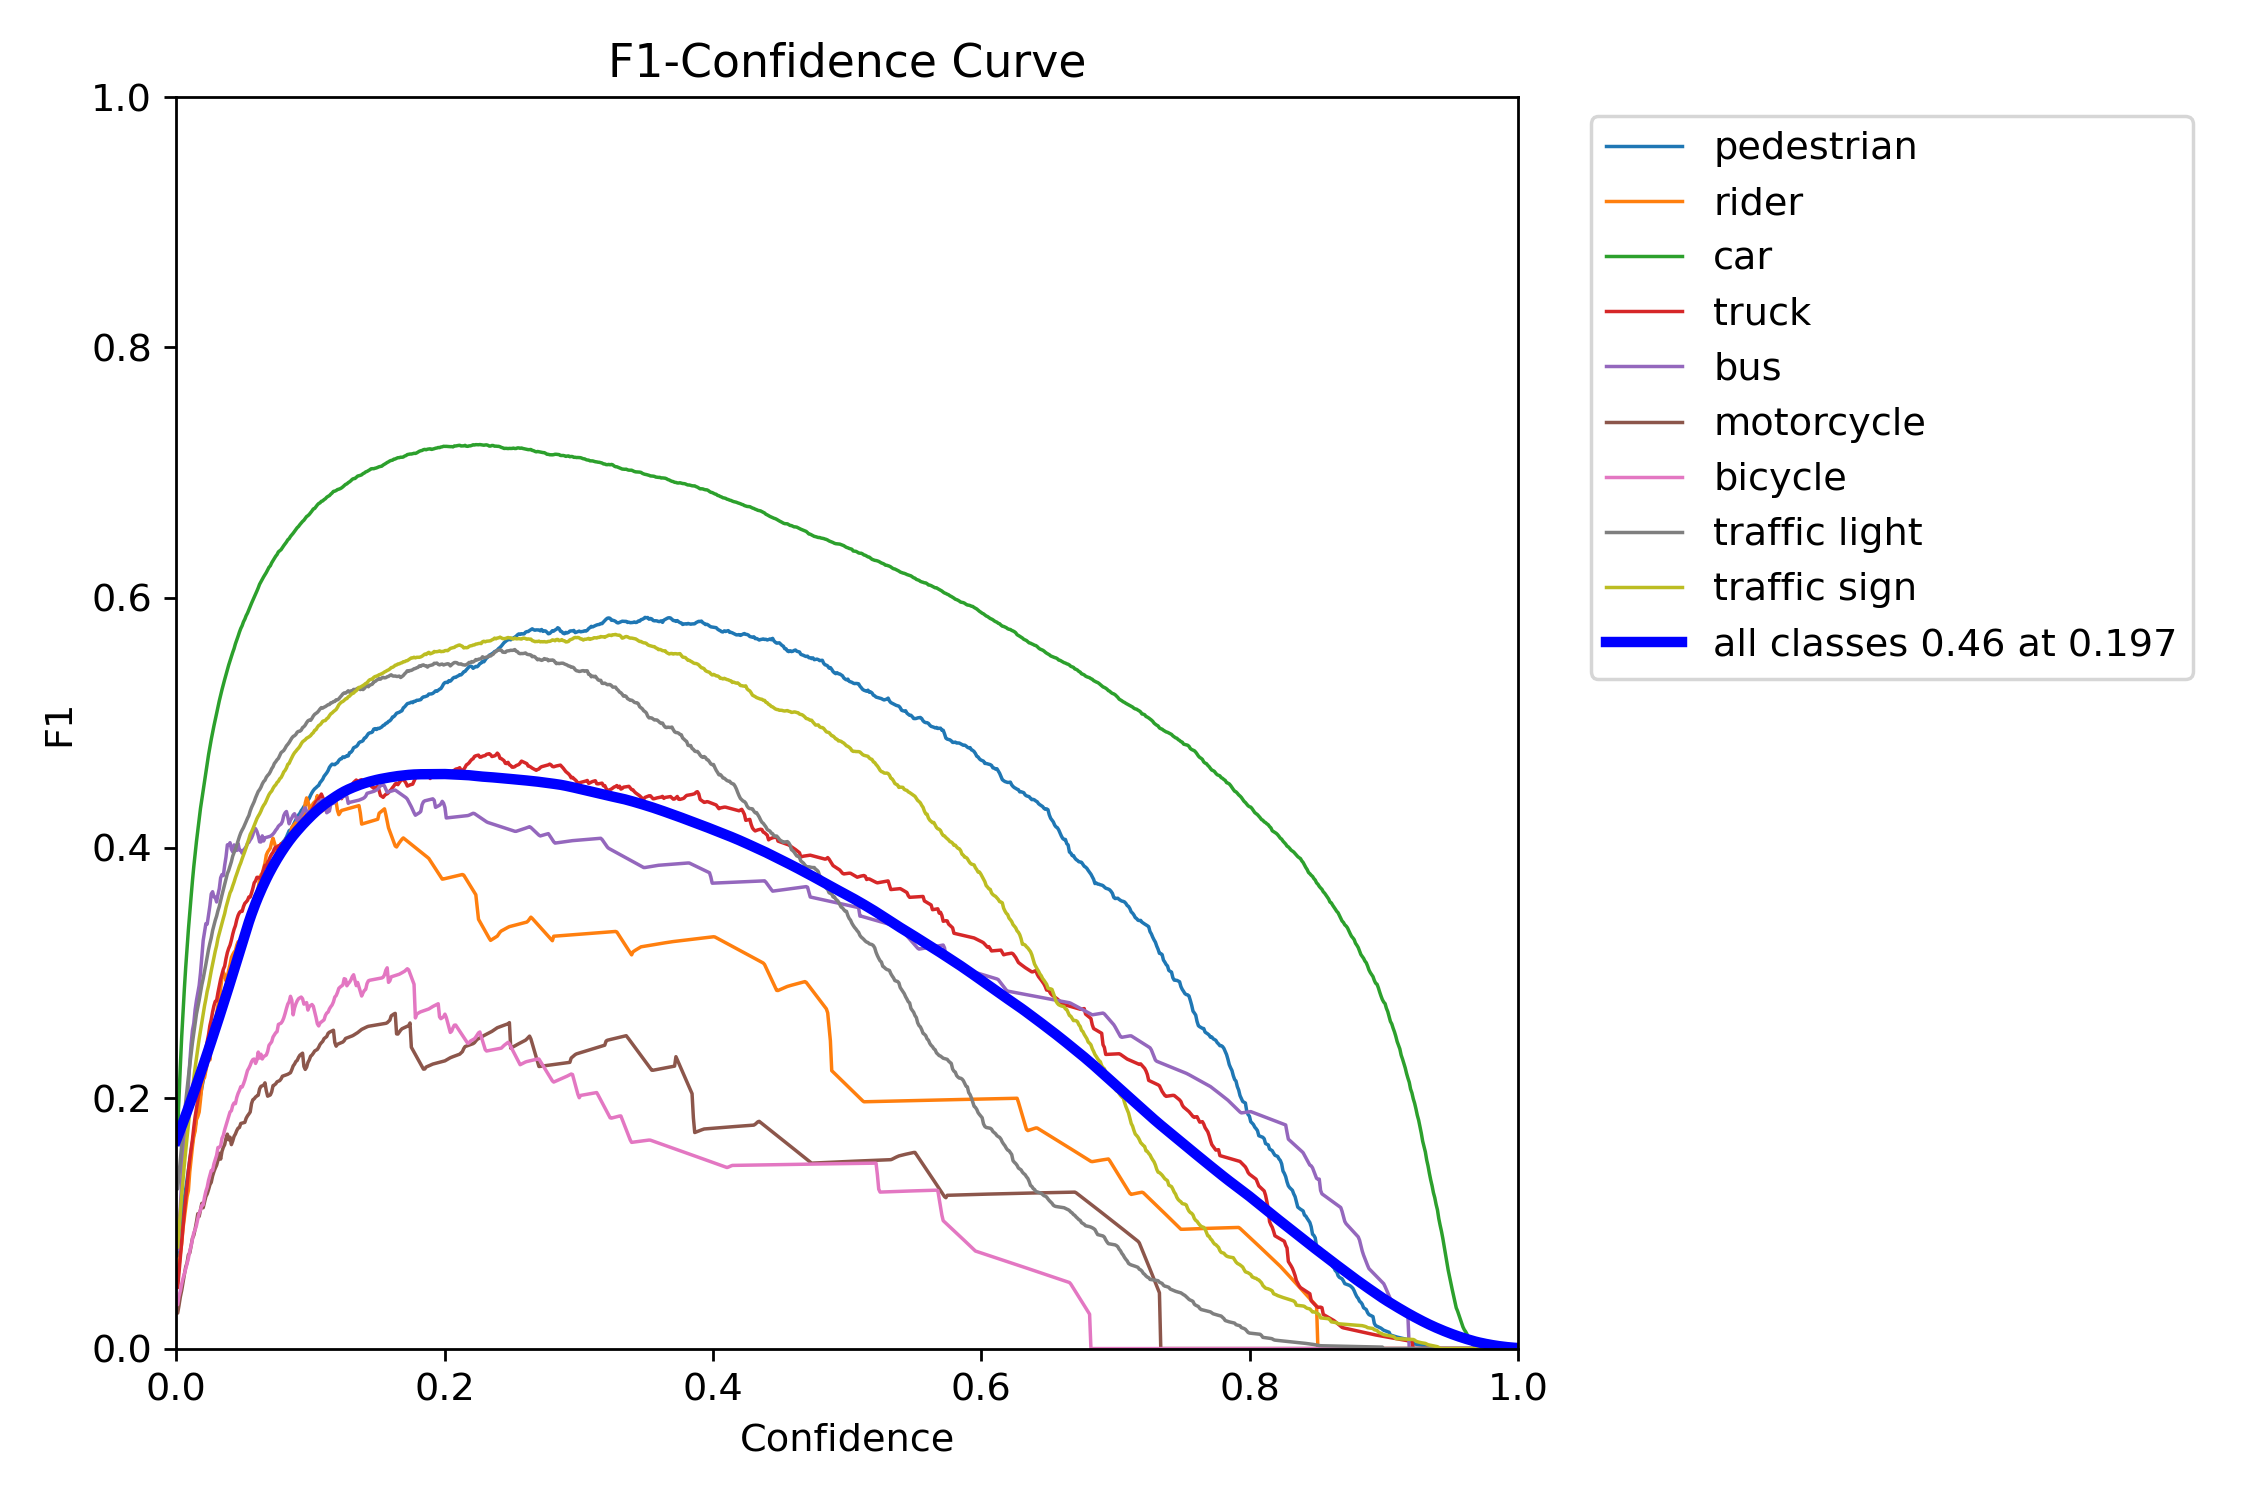 F1-Confidence Curve
1.0
0.8
0.6
0.4
0.2
0.0
F1
0.0 0.2 0.4 0.6 0.8 1.0
Confidence
pedestrian
rider
car
truck
bus
motorcycle
bicycle
traffic light
traffic sign
all classes 0.46 at 0.197